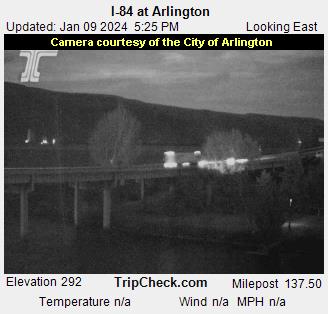 I-84 at Arlington
Updated: Jan 09 2024 5:25 PM Looking East
Camera courtesy of the City of Arlington
Elevation 292 TripCheck.com Milepost 137.50
Temperature n/a Wind n/a MPH n/a